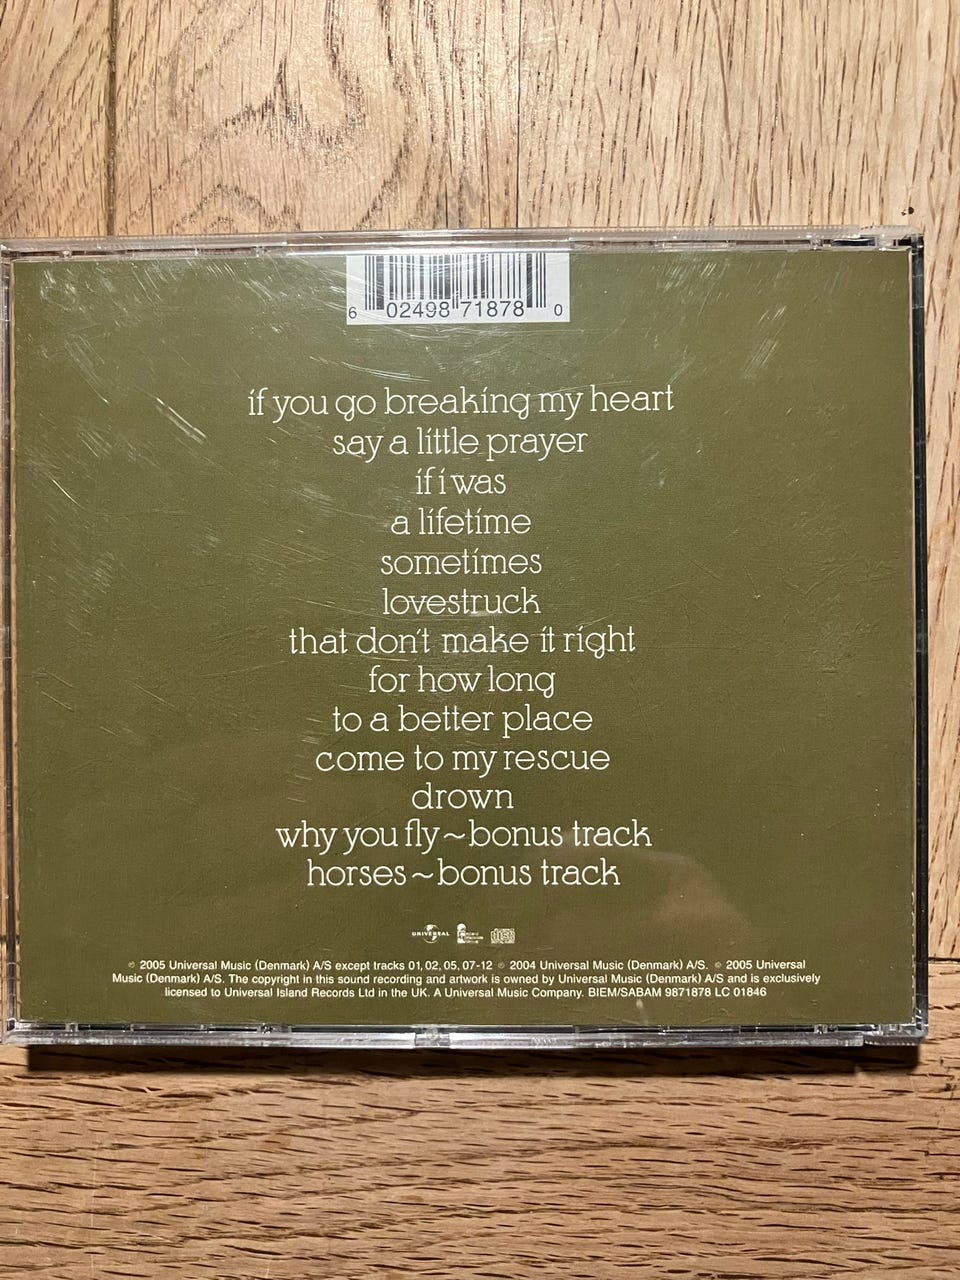 6 02498 71878 0
if you go breaking my heart
say a little prayer
if i was
a lifetime
sometimes
lovestruck
that don't make it right
for how long
to a better place
come to my rescue
drown
why you fly~bonus track
horses~bonus track
UNIVERSAL
℗ 2005 Universal Music (Denmark) A/S except tracks 01, 02, 05, 07-12 ℗ 2004 Universal Music (Denmark) A/S. © 2005 Universal
Music (Denmark) A/S. The copyright in this sound recording and artwork is owned by Universal Music (Denmark) A/S and is exclusively
licensed to Universal Island Records Ltd in the UK. A Universal Music Company. BIEM/SABAM 9871878 LC 01846